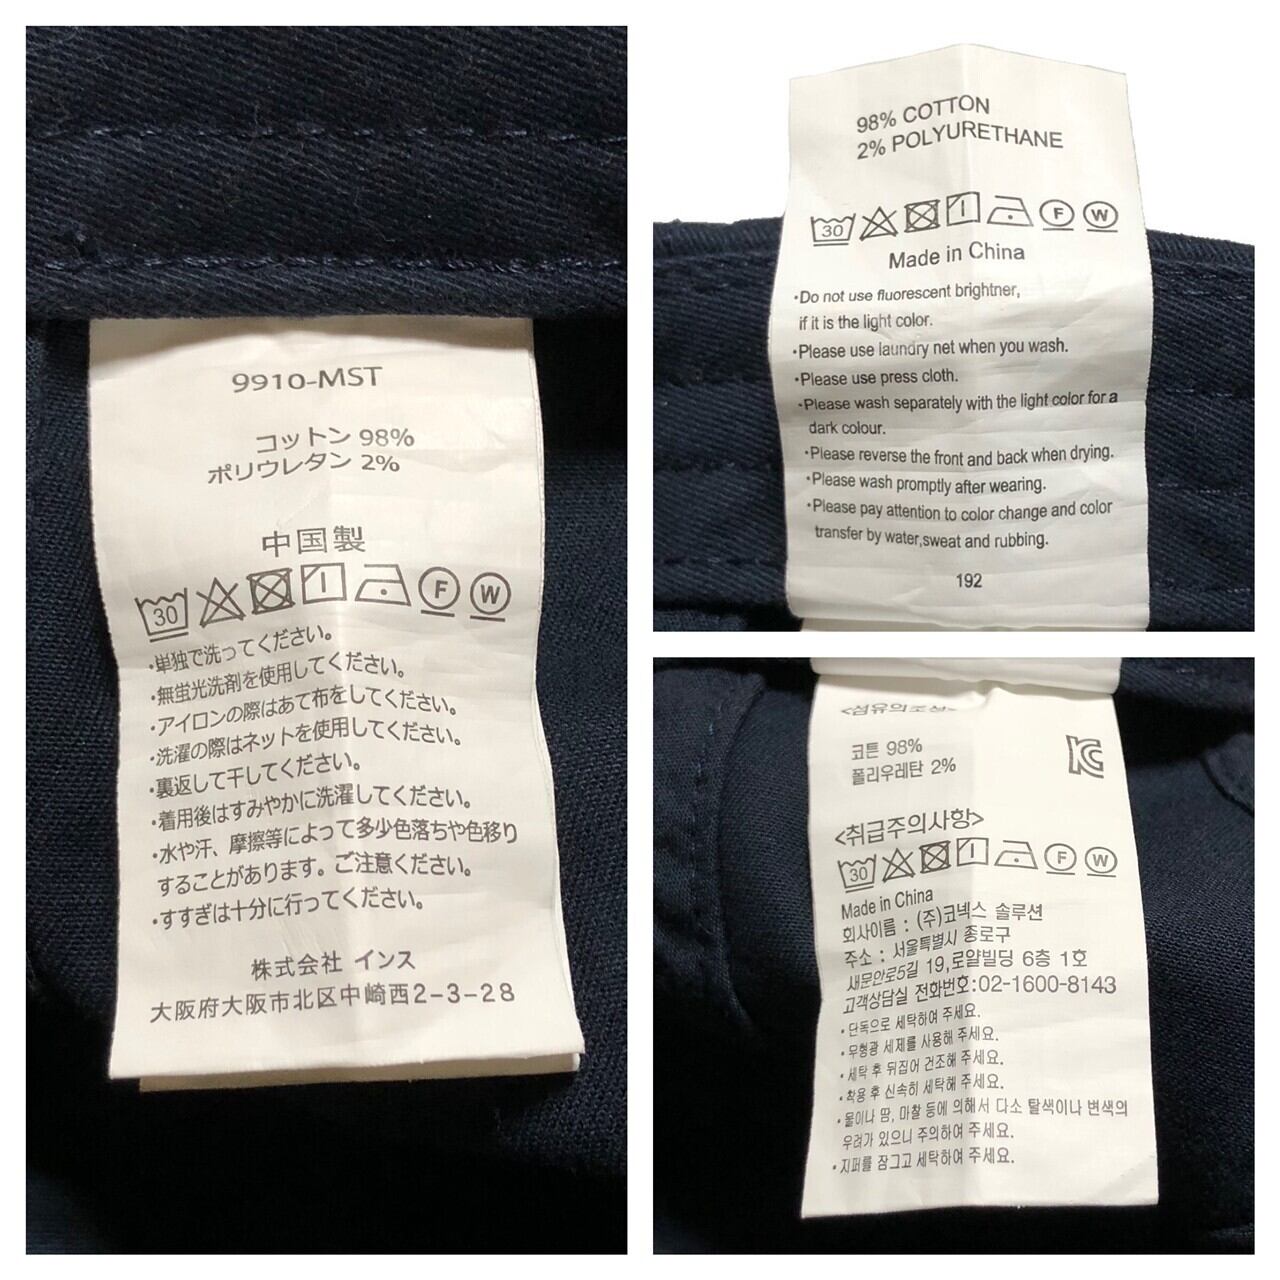 9910-MST
コットン 98%
ポリウレタン 2%
中国製
30 F W
・単独で洗ってください。
・無蛍光洗剤を使用してください。
・アイロンの際はあて布をしてください。
・洗濯の際はネットを使用してください。
・裏返して干してください。
・着用後はすみやかに洗濯してください。
・水や汗、摩擦等によって多少色落ちや色移り
することがあります。ご注意ください。
・すすぎは十分に行ってください。
株式会社 インス
大阪府大阪市北区中崎西2-3-28
98% COTTON
2% POLYURETHANE
30 F W
Made in China
・Do not use fluorescent brightner,
if it is the light color.
・Please use laundry net when you wash.
・Please use press cloth.
・Please wash separately with the light color for a
dark colour.
・Please reverse the front and back when drying.
・Please wash promptly after wearing.
・Please pay attention to color change and color
transfer by water,sweat and rubbing.
192
<섬유의조성>
코튼 98%
폴리우레탄 2%
<취급주의사항>
30 F W
Made in China
회사이름 : (주)코넥스 솔루션
주소 : 서울특별시 종로구
새문안로5길 19,로얄빌딩 6층 1호
고객상담실 전화번호:02-1600-8143
・단독으로 세탁하여 주세요.
・무형광 세제를 사용해 주세요.
・세탁 후 뒤집어 건조해 주세요.
・착용 후 신속히 세탁해 주세요.
・물이나 땀, 마찰 등에 의해서 다소 탈색이나 변색의
우려가 있으니 주의하여 주세요.
・지퍼를 잠그고 세탁하여 주세요.